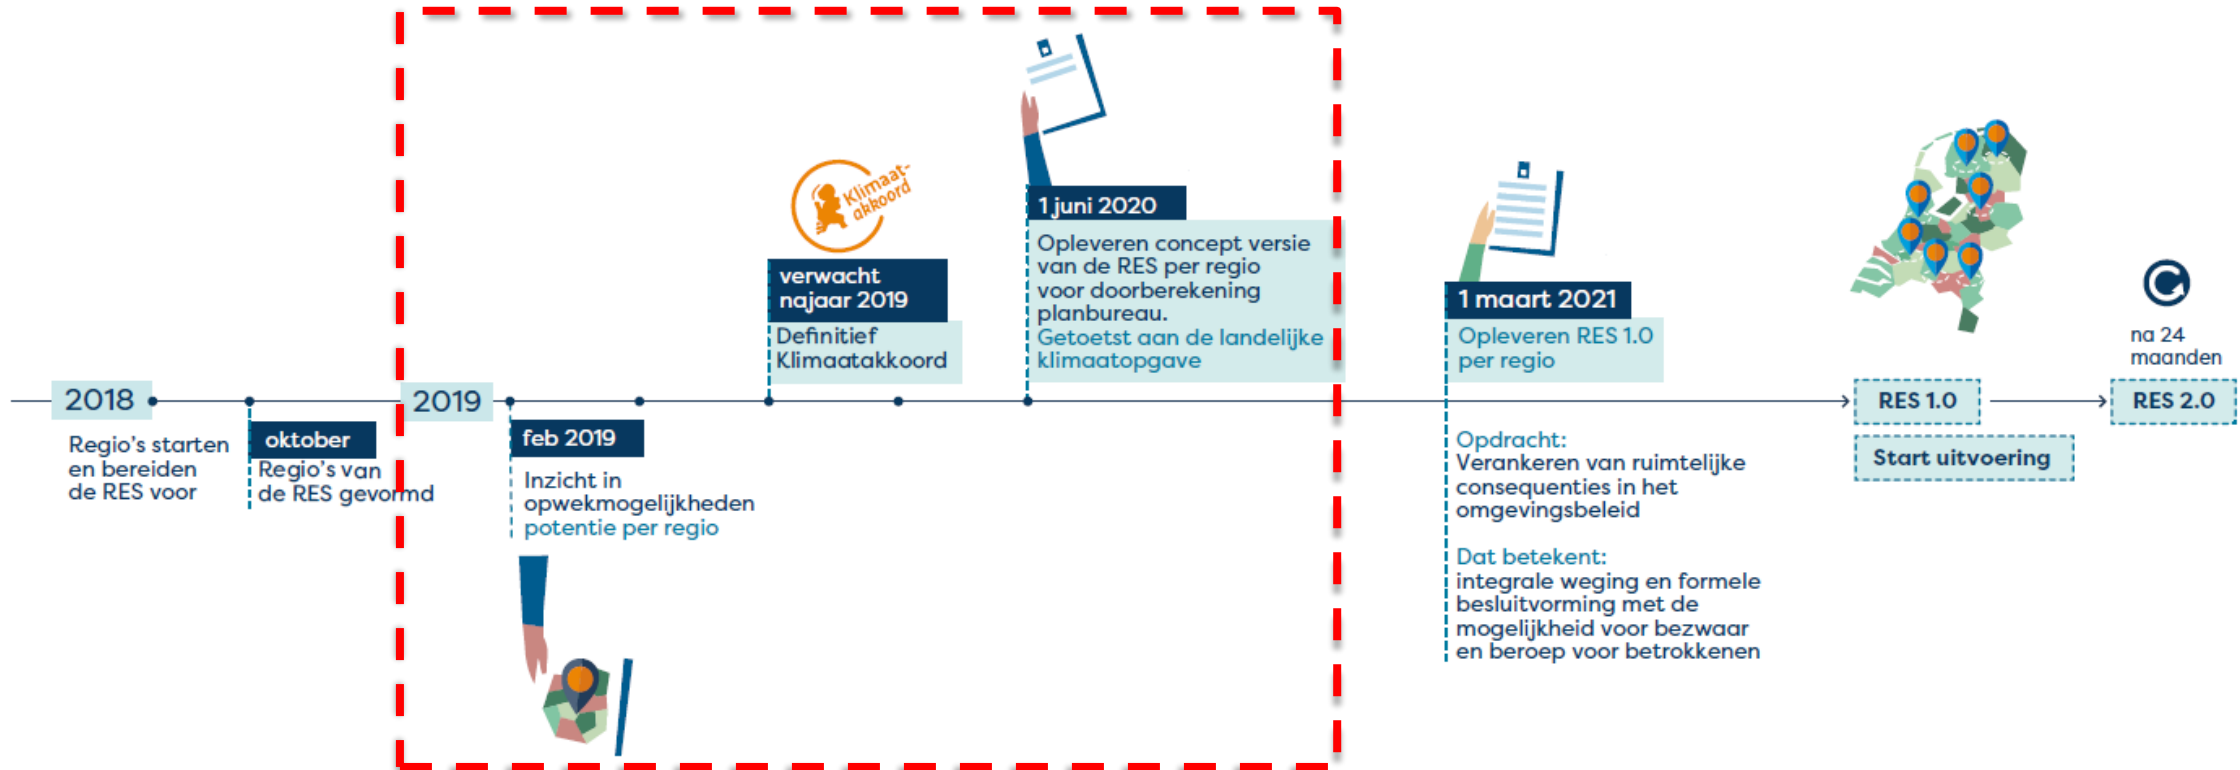 2018
Regio's starten
en bereiden
de RES voor
oktober
Regio's van
de RES gevormd
2019
feb 2019
Inzicht in
opwekmogelijkheden
potentie per regio
Klimaat-
akkoord
verwacht
najaar 2019
Definitief
Klimaatakkoord
1 juni 2020
Opleveren concept versie
van de RES per regio
voor doorberekening
planbureau.
Getoetst aan de landelijke
klimaatopgave
1 maart 2021
Opleveren RES 1.0
per regio
Opdracht:
Verankeren van ruimtelijke
consequenties in het
omgevingsbeleid
Dat betekent:
integrale weging en formele
besluitvorming met de
mogelijkheid voor bezwaar
en beroep voor betrokkenen
RES 1.0
Start uitvoering
na 24
maanden
RES 2.0